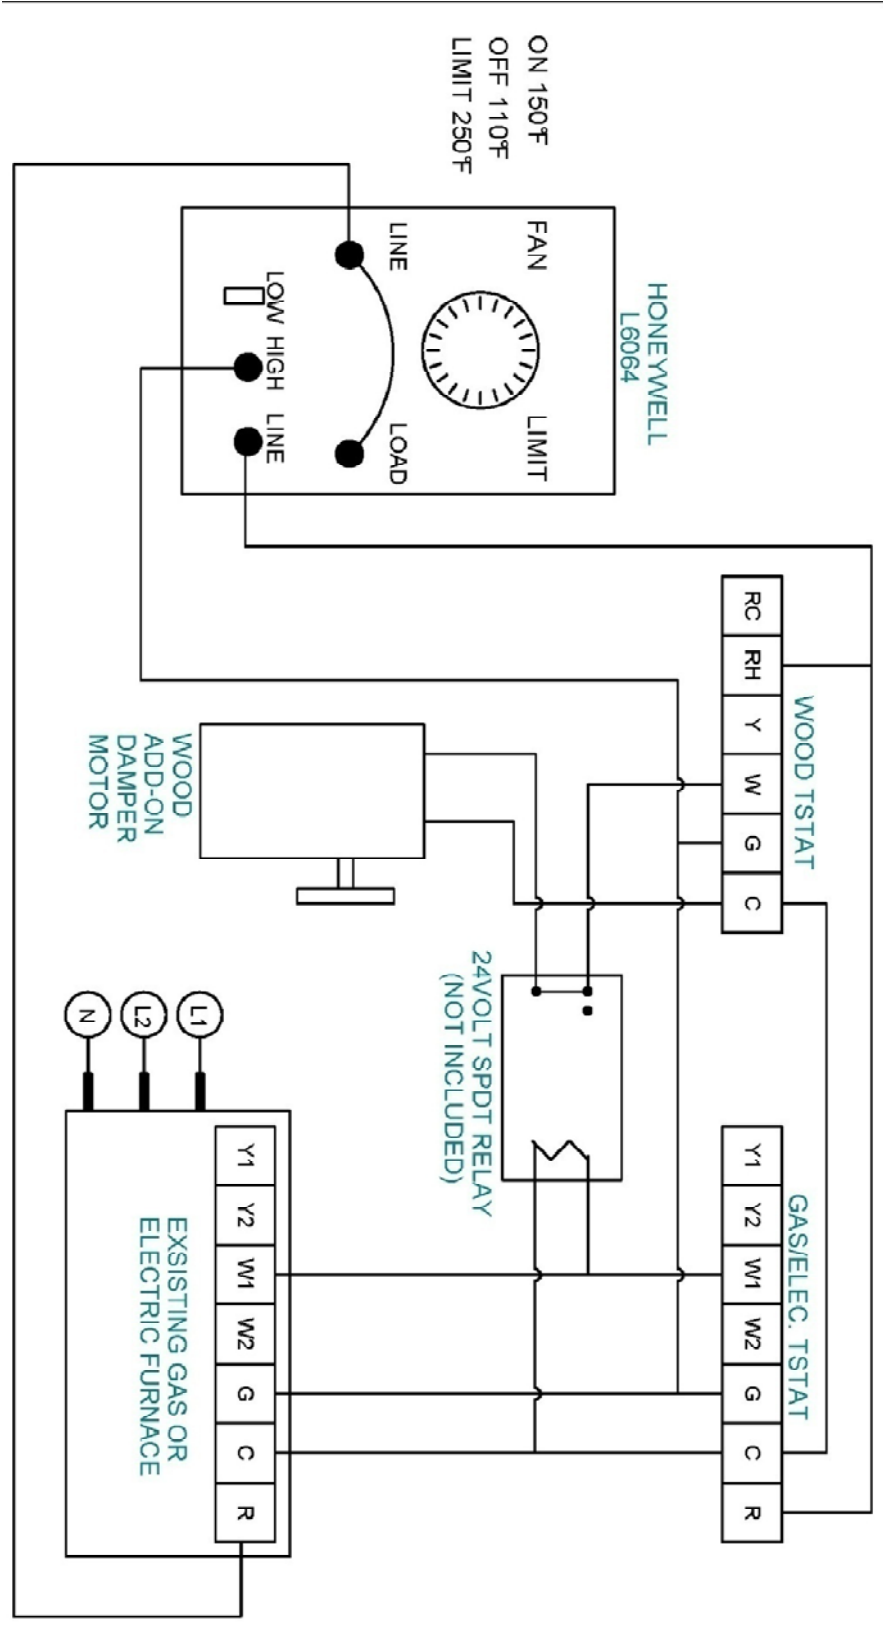 ON 150°F
OFF 110°F
LIMIT 250°F
HONEYWELL
L6064
FAN
LIMIT
LINE
LOAD
LOW HIGH
LINE
WOOD TSTAT
RC
RH
Y
W
G
C
WOOD
ADD-ON
DAMPER
MOTOR
24VOLT SPDT RELAY
(NOT INCLUDED)
GAS/ELEC. TSTAT
Y1
Y2
W1
W2
G
C
R
L1
L2
N
Y1
Y2
W1
W2
G
C
R
EXSISTING GAS OR
ELECTRIC FURNACE